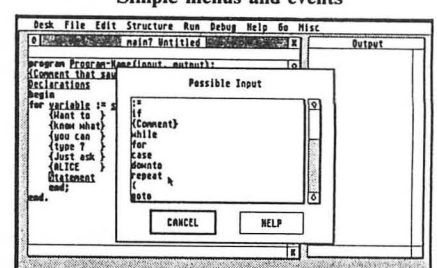 Simple menus and events
Desk File Edit Structure Run Debug Help Go Misc
main? Untitled
Output
program Program-Name(input, output);
{Comment that say
Declarations
begin
for variable := s
{Want to }
{know what}
{you can }
{type ? }
{Just ask }
{ALICE }
Statement
end;
end.
Possible Input
:=
if
{Comment}
while
for
case
downto
repeat
(
goto
CANCEL
HELP